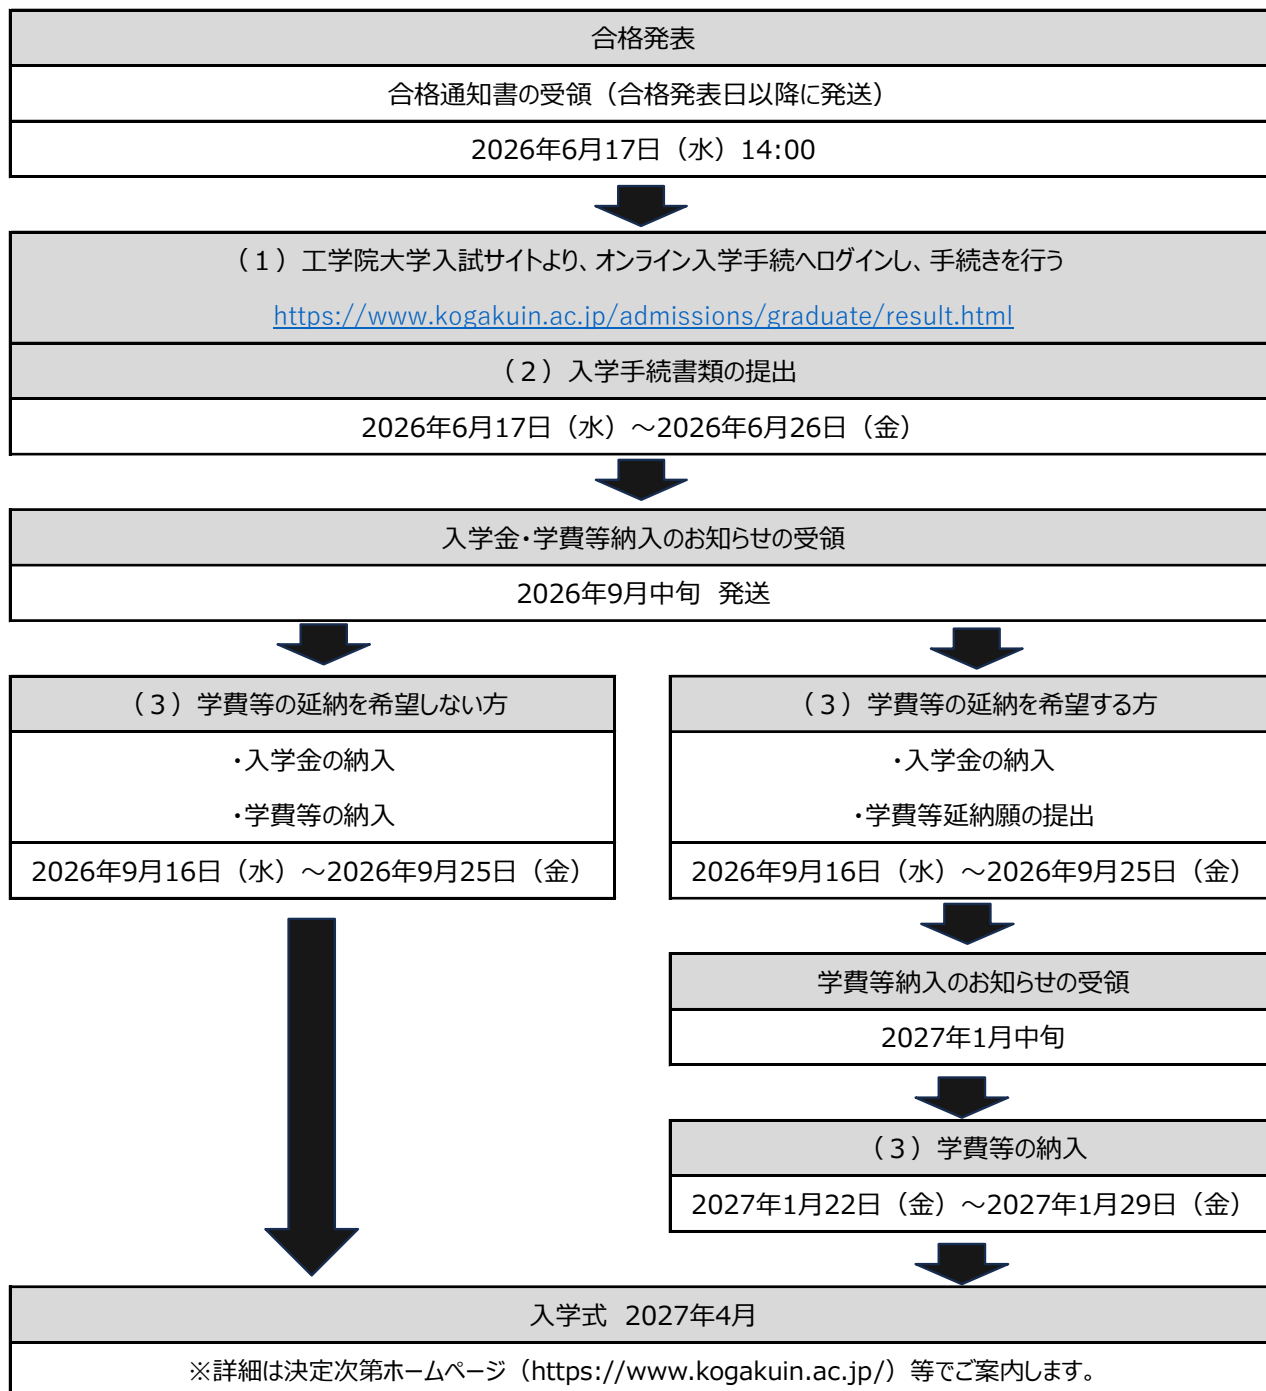 合格発表
合格通知書の受領（合格発表日以降に発送）
2026年6月17日（水）14:00
（１）工学院大学入試サイトより、オンライン入学手続へログインし、手続きを行う
https://www.kogakuin.ac.jp/admissions/graduate/result.html
（２）入学手続書類の提出
2026年6月17日（水）～2026年6月26日（金）
入学金・学費等納入のお知らせの受領
2026年9月中旬　発送
（３）学費等の延納を希望しない方
・入学金の納入
・学費等の納入
2026年9月16日（水）～2026年9月25日（金）
（３）学費等の延納を希望する方
・入学金の納入
・学費等延納願の提出
2026年9月16日（水）～2026年9月25日（金）
学費等納入のお知らせの受領
2027年1月中旬
（３）学費等の納入
2027年1月22日（金）～2027年1月29日（金）
入学式　2027年4月
※詳細は決定次第ホームページ（https://www.kogakuin.ac.jp/）等でご案内します。